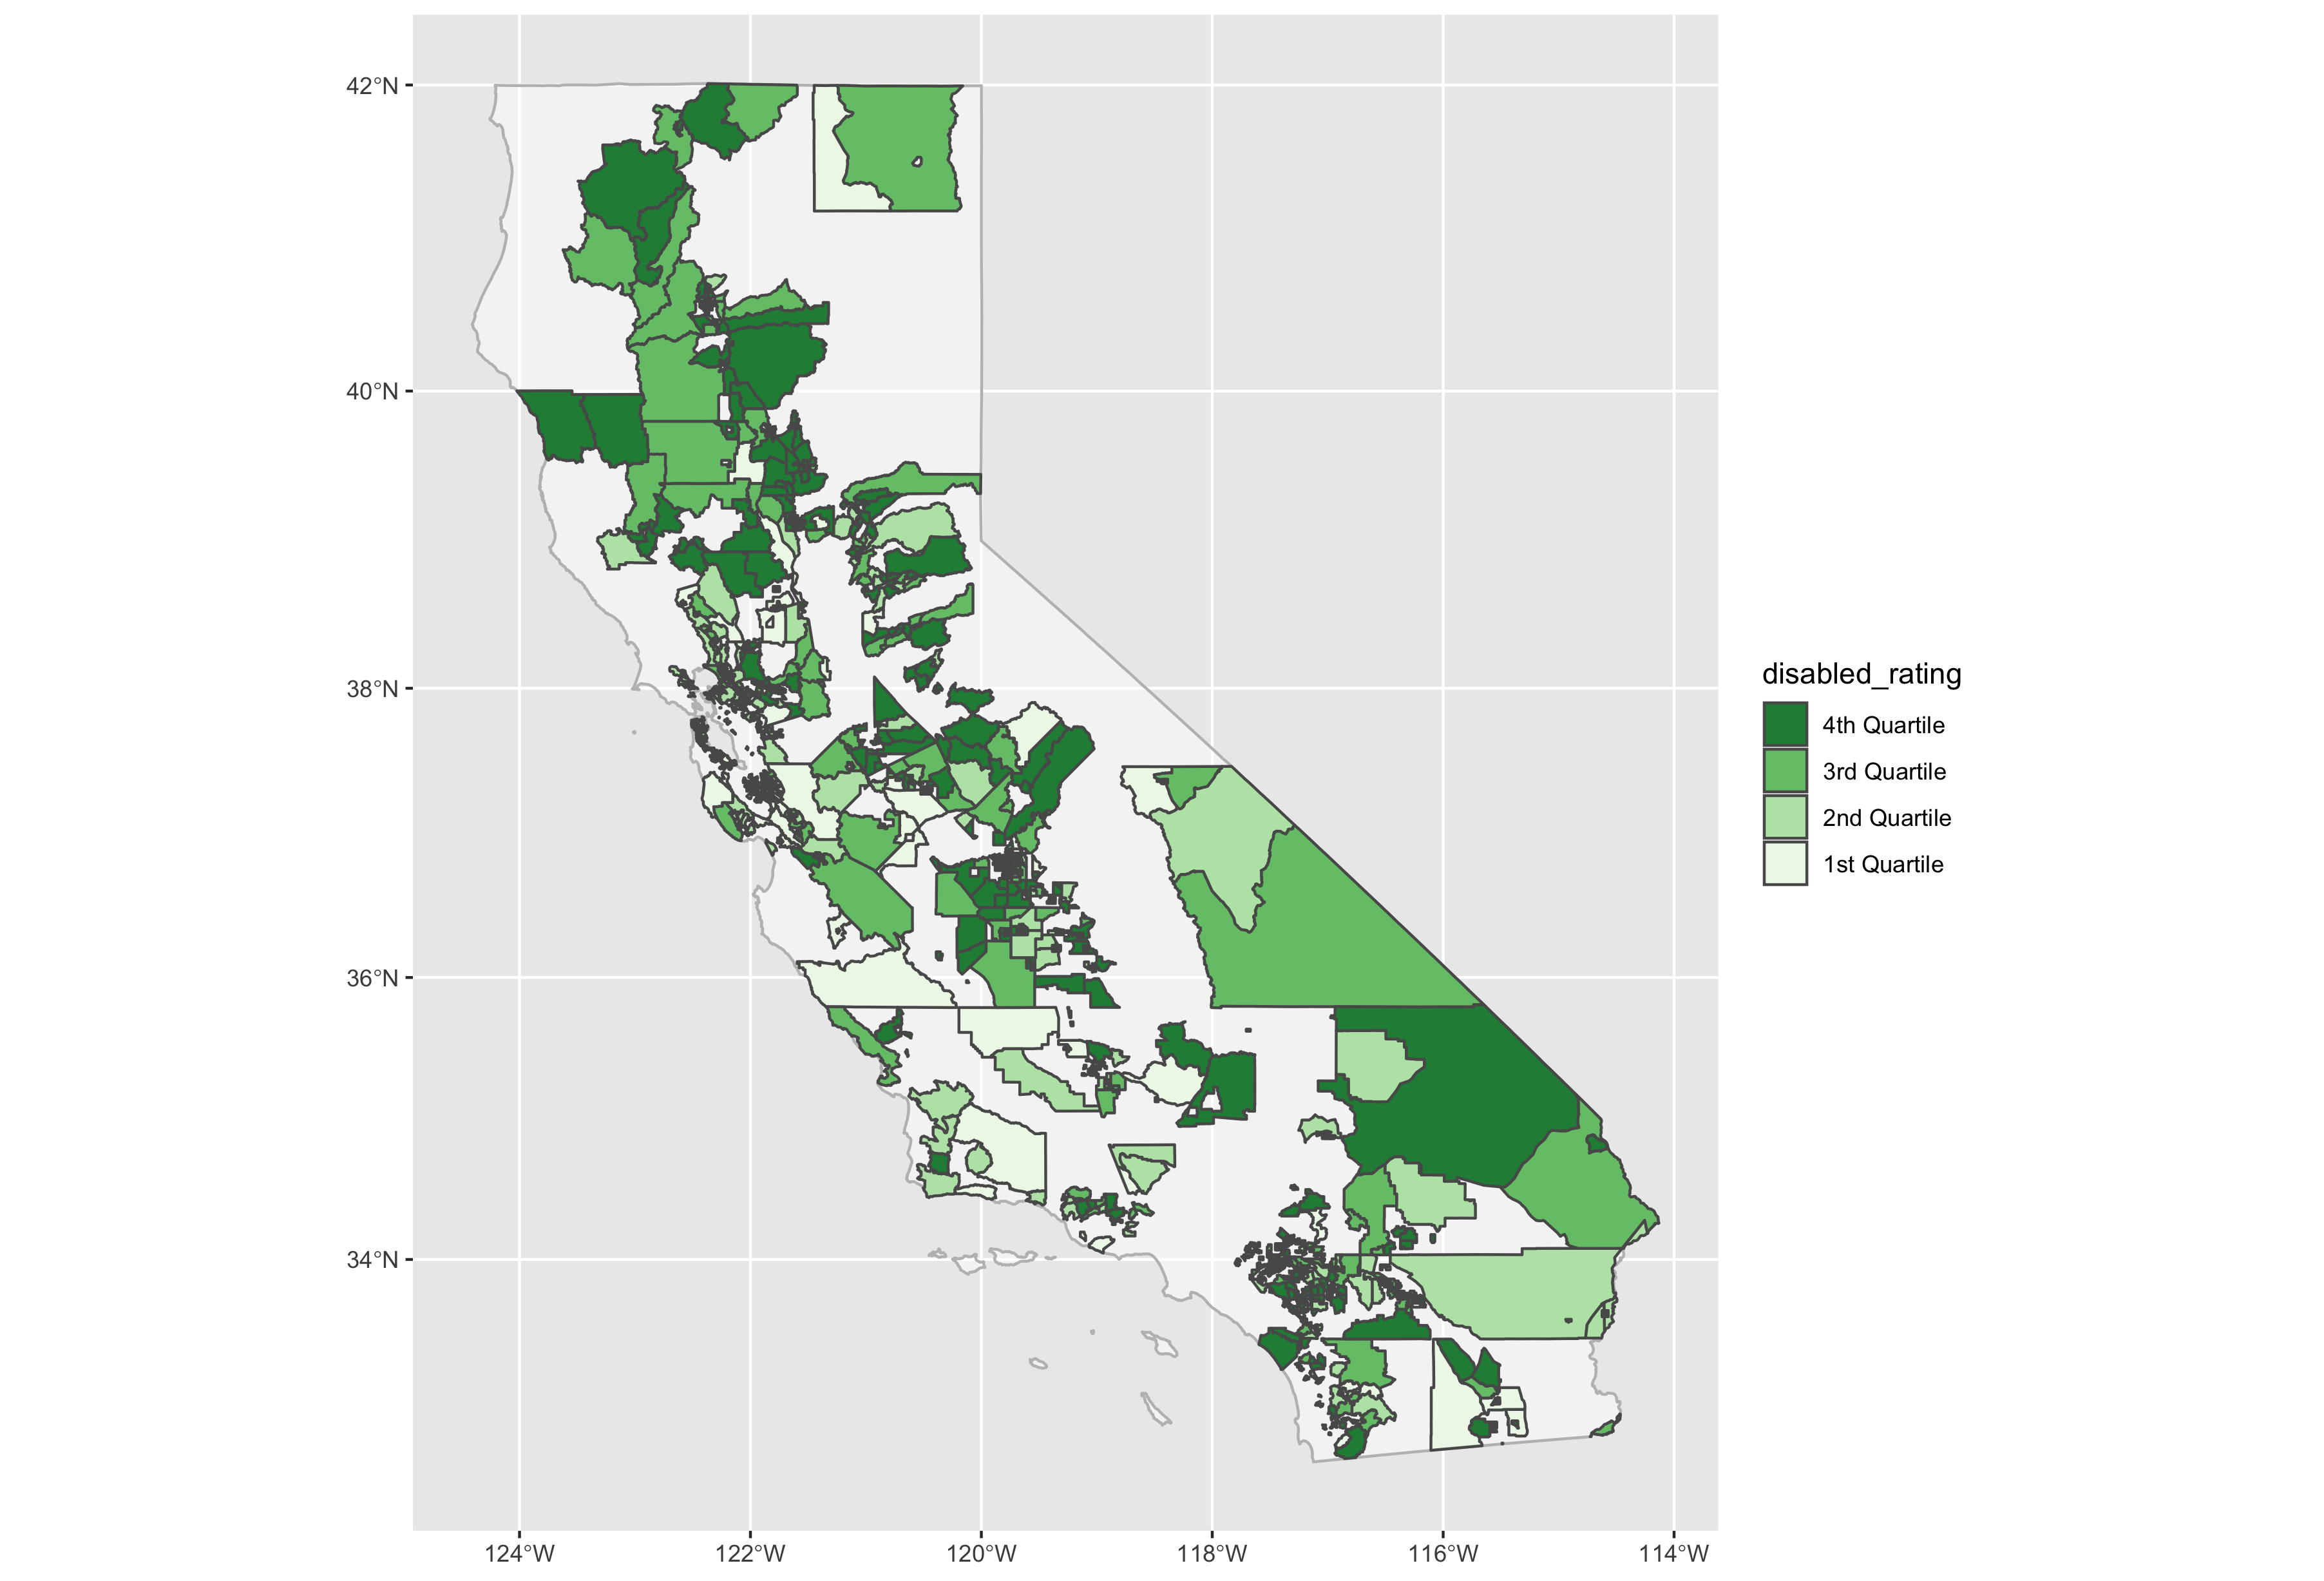 42°N
40°N
38°N
36°N
34°N
124°W
122°W
120°W
118°W
116°W
114°W
disabled_rating
4th Quartile
3rd Quartile
2nd Quartile
1st Quartile